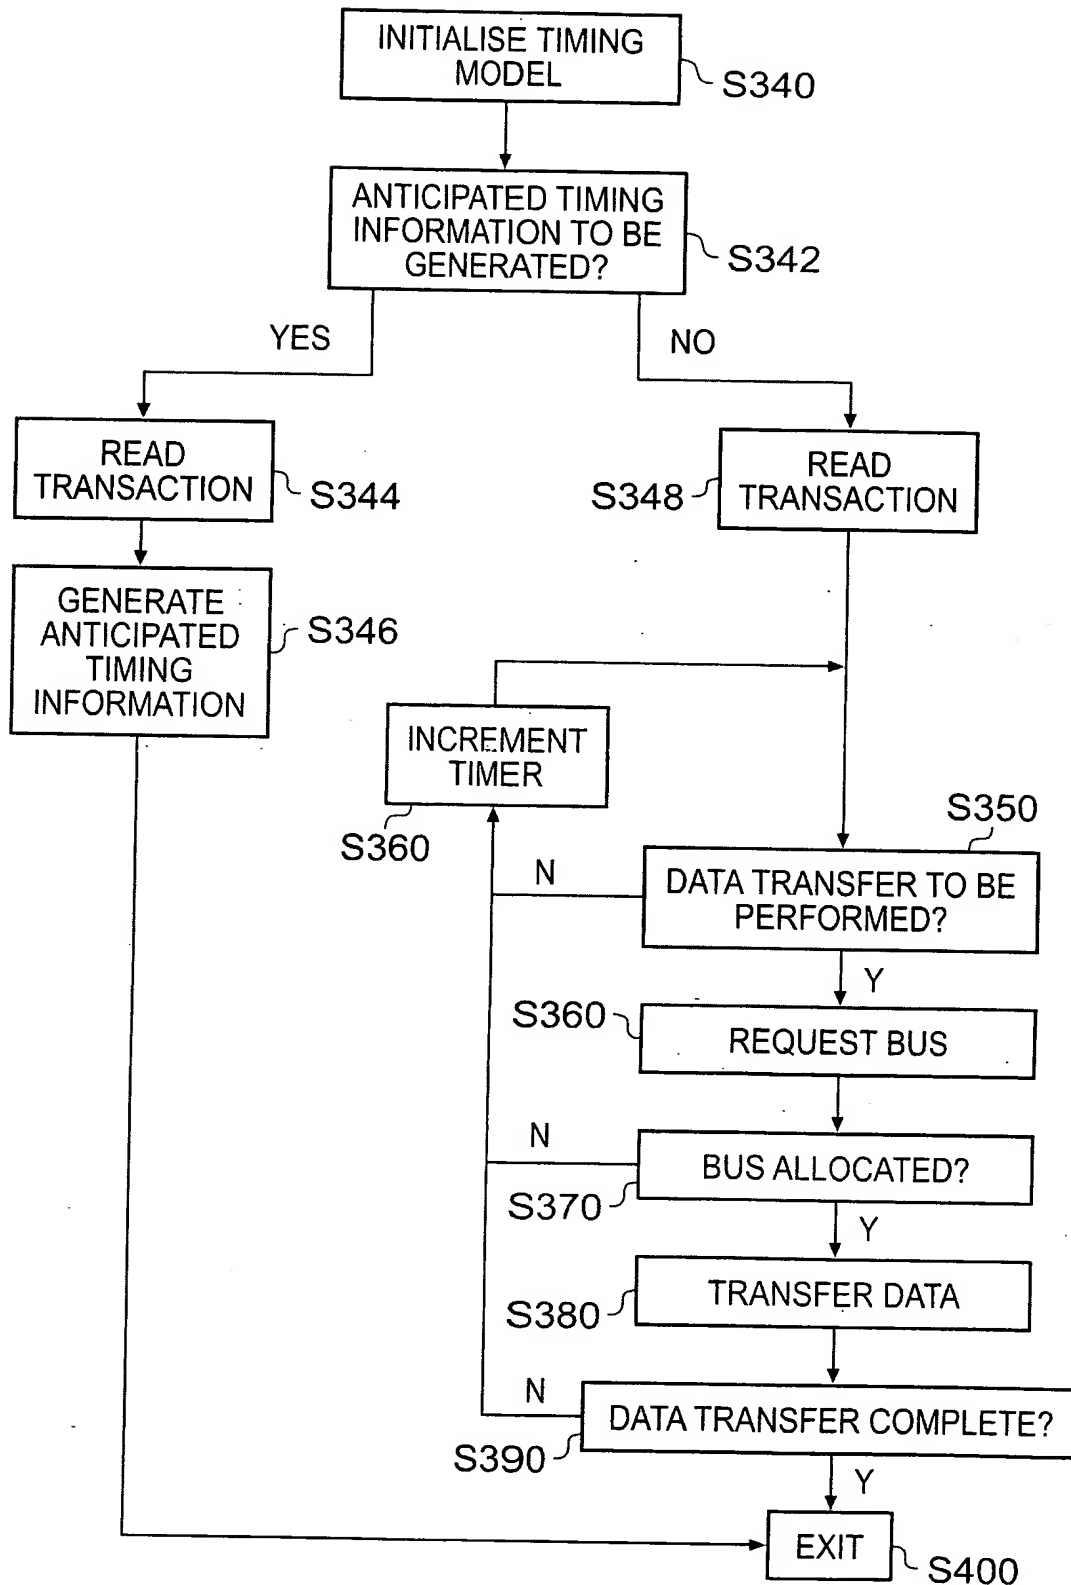 INITIALISE TIMING
MODEL
S340
ANTICIPATED TIMING
INFORMATION TO BE
GENERATED?
S342
YES
NO
READ
TRANSACTION
S344
READ
TRANSACTION
S348
GENERATE
ANTICIPATED
TIMING
INFORMATION
S346
INCREMENT
TIMER
S360
S350
DATA TRANSFER TO BE
PERFORMED?
N
Y
S360
REQUEST BUS
N
BUS ALLOCATED?
S370
Y
TRANSFER DATA
S380
N
DATA TRANSFER COMPLETE?
S390
Y
EXIT
S400